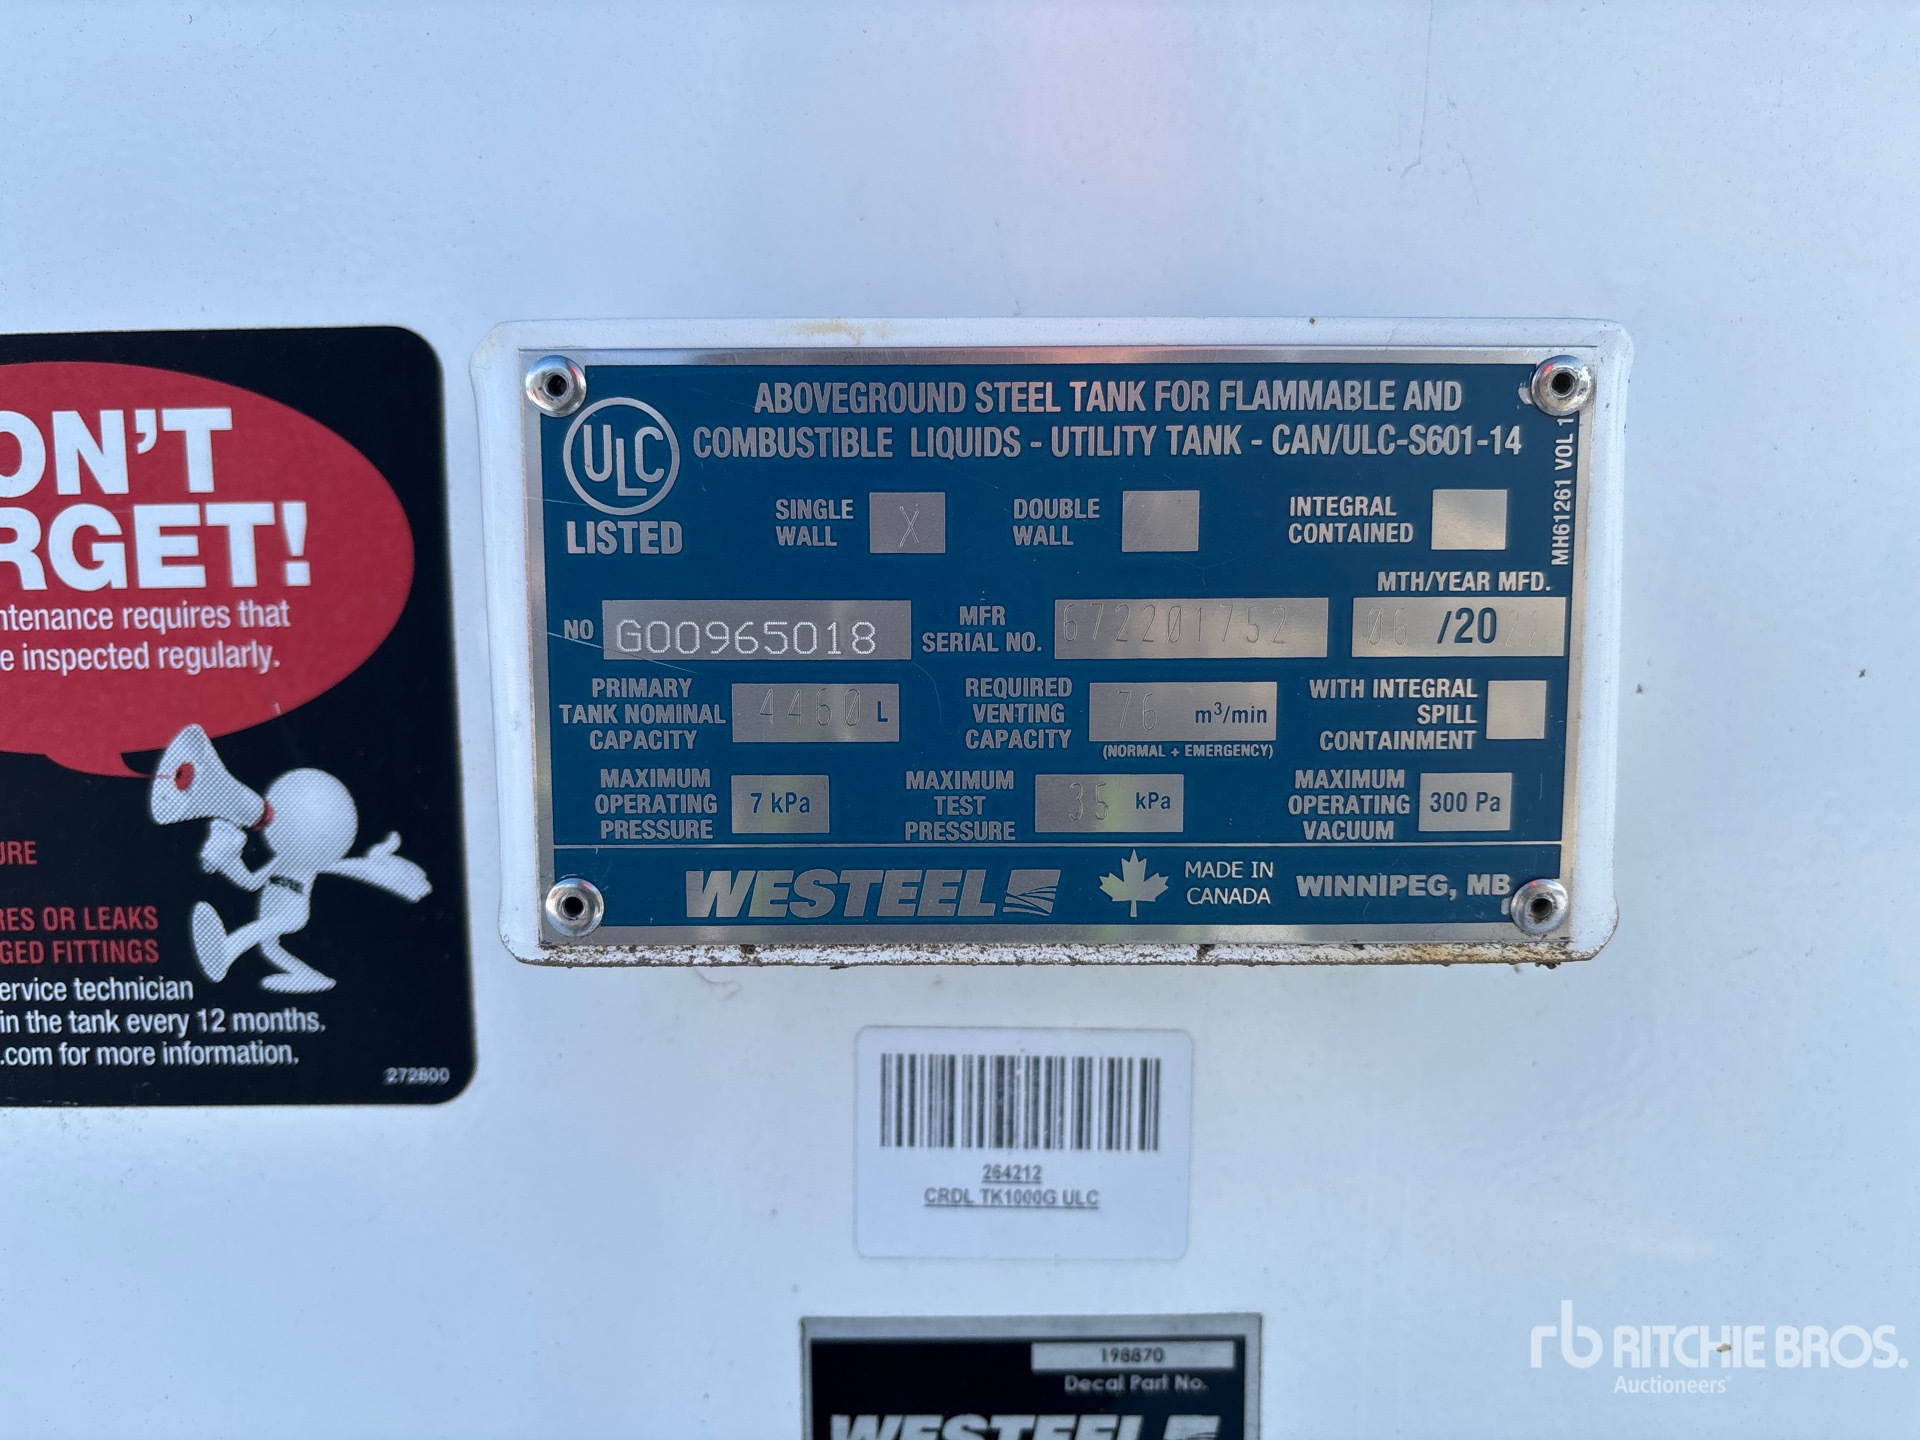 ON'T
RGET!
ntenance requires that
e inspected regularly.
URE
RES OR LEAKS
GED FITTINGS
ervice technician
in the tank every 12 months.
.com for more information.
272800
ABOVEGROUND STEEL TANK FOR FLAMMABLE AND
COMBUSTIBLE LIQUIDS - UTILITY TANK - CAN/ULC-S601-14
ULC
LISTED
MH61261 VOL 1
SINGLE WALL X
DOUBLE WALL
INTEGRAL CONTAINED
MTH/YEAR MFD.
NO G00965018
MFR SERIAL NO. 672201752
06 /20
PRIMARY TANK NOMINAL CAPACITY 4460 L
REQUIRED VENTING CAPACITY 76 m³/min
(NORMAL + EMERGENCY)
WITH INTEGRAL SPILL CONTAINMENT
MAXIMUM OPERATING PRESSURE 7 kPa
MAXIMUM TEST PRESSURE 35 kPa
MAXIMUM OPERATING VACUUM 300 Pa
WESTEEL
MADE IN CANADA
WINNIPEG, MB
264212
CRDL TK1000G ULC
198870
Decal Part No.
WESTEEL
rb RITCHIE BROS.
Auctioneers